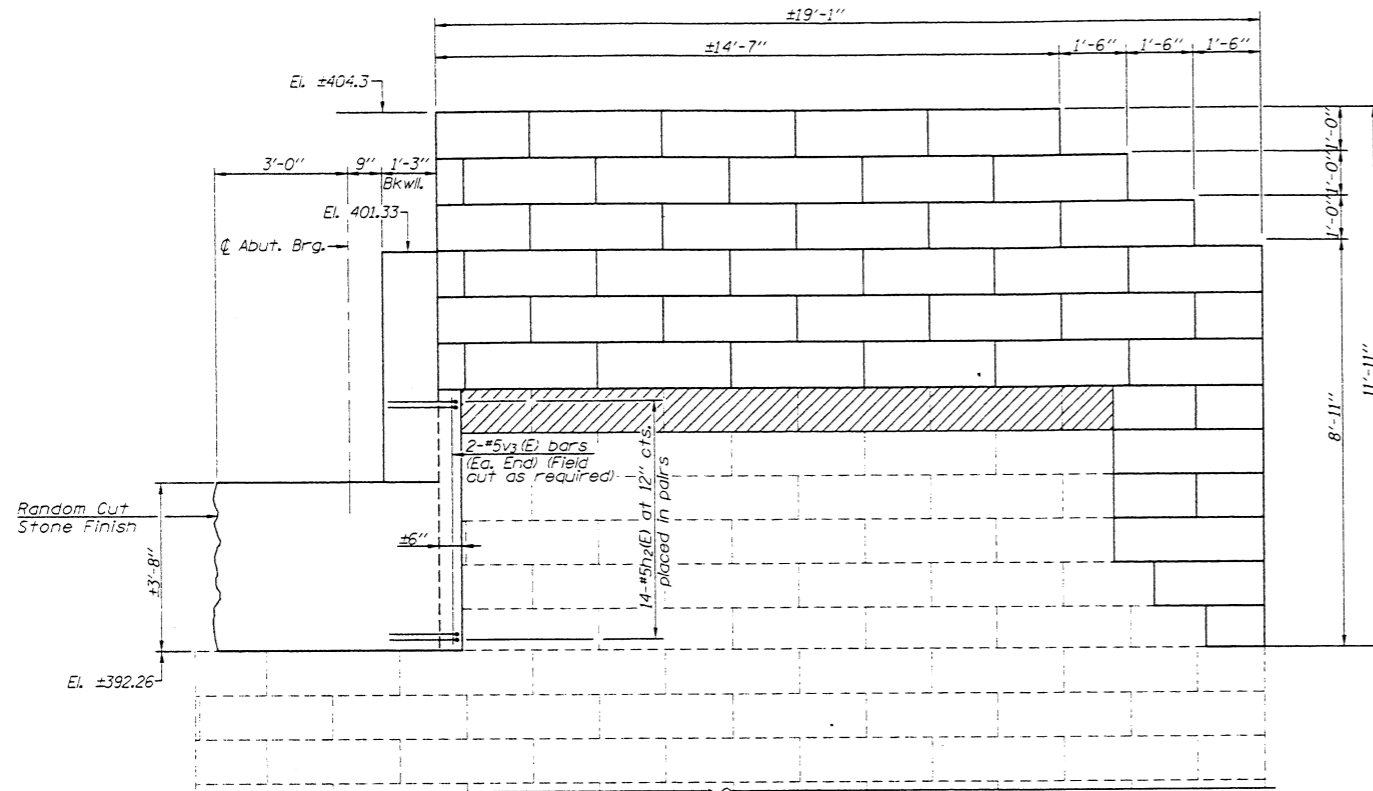 ±19'-1"
±14'-7"
1'-6"
1'-6"
1'-6"
El. ±404.3
3'-0"
9"
1'-3"
Bkwll.
El. 401.33
℄ Abut. Brg.
1'-0"
1'-0"
1'-0"
8'-11"
11'-11"
2-#5v3(E) bars
(Ea. End) (Field
cut as required)
14-#5h2(E) at 12" cts.
placed in pairs
Random Cut
Stone Finish
±6"
±3'-8"
El. ±392.26